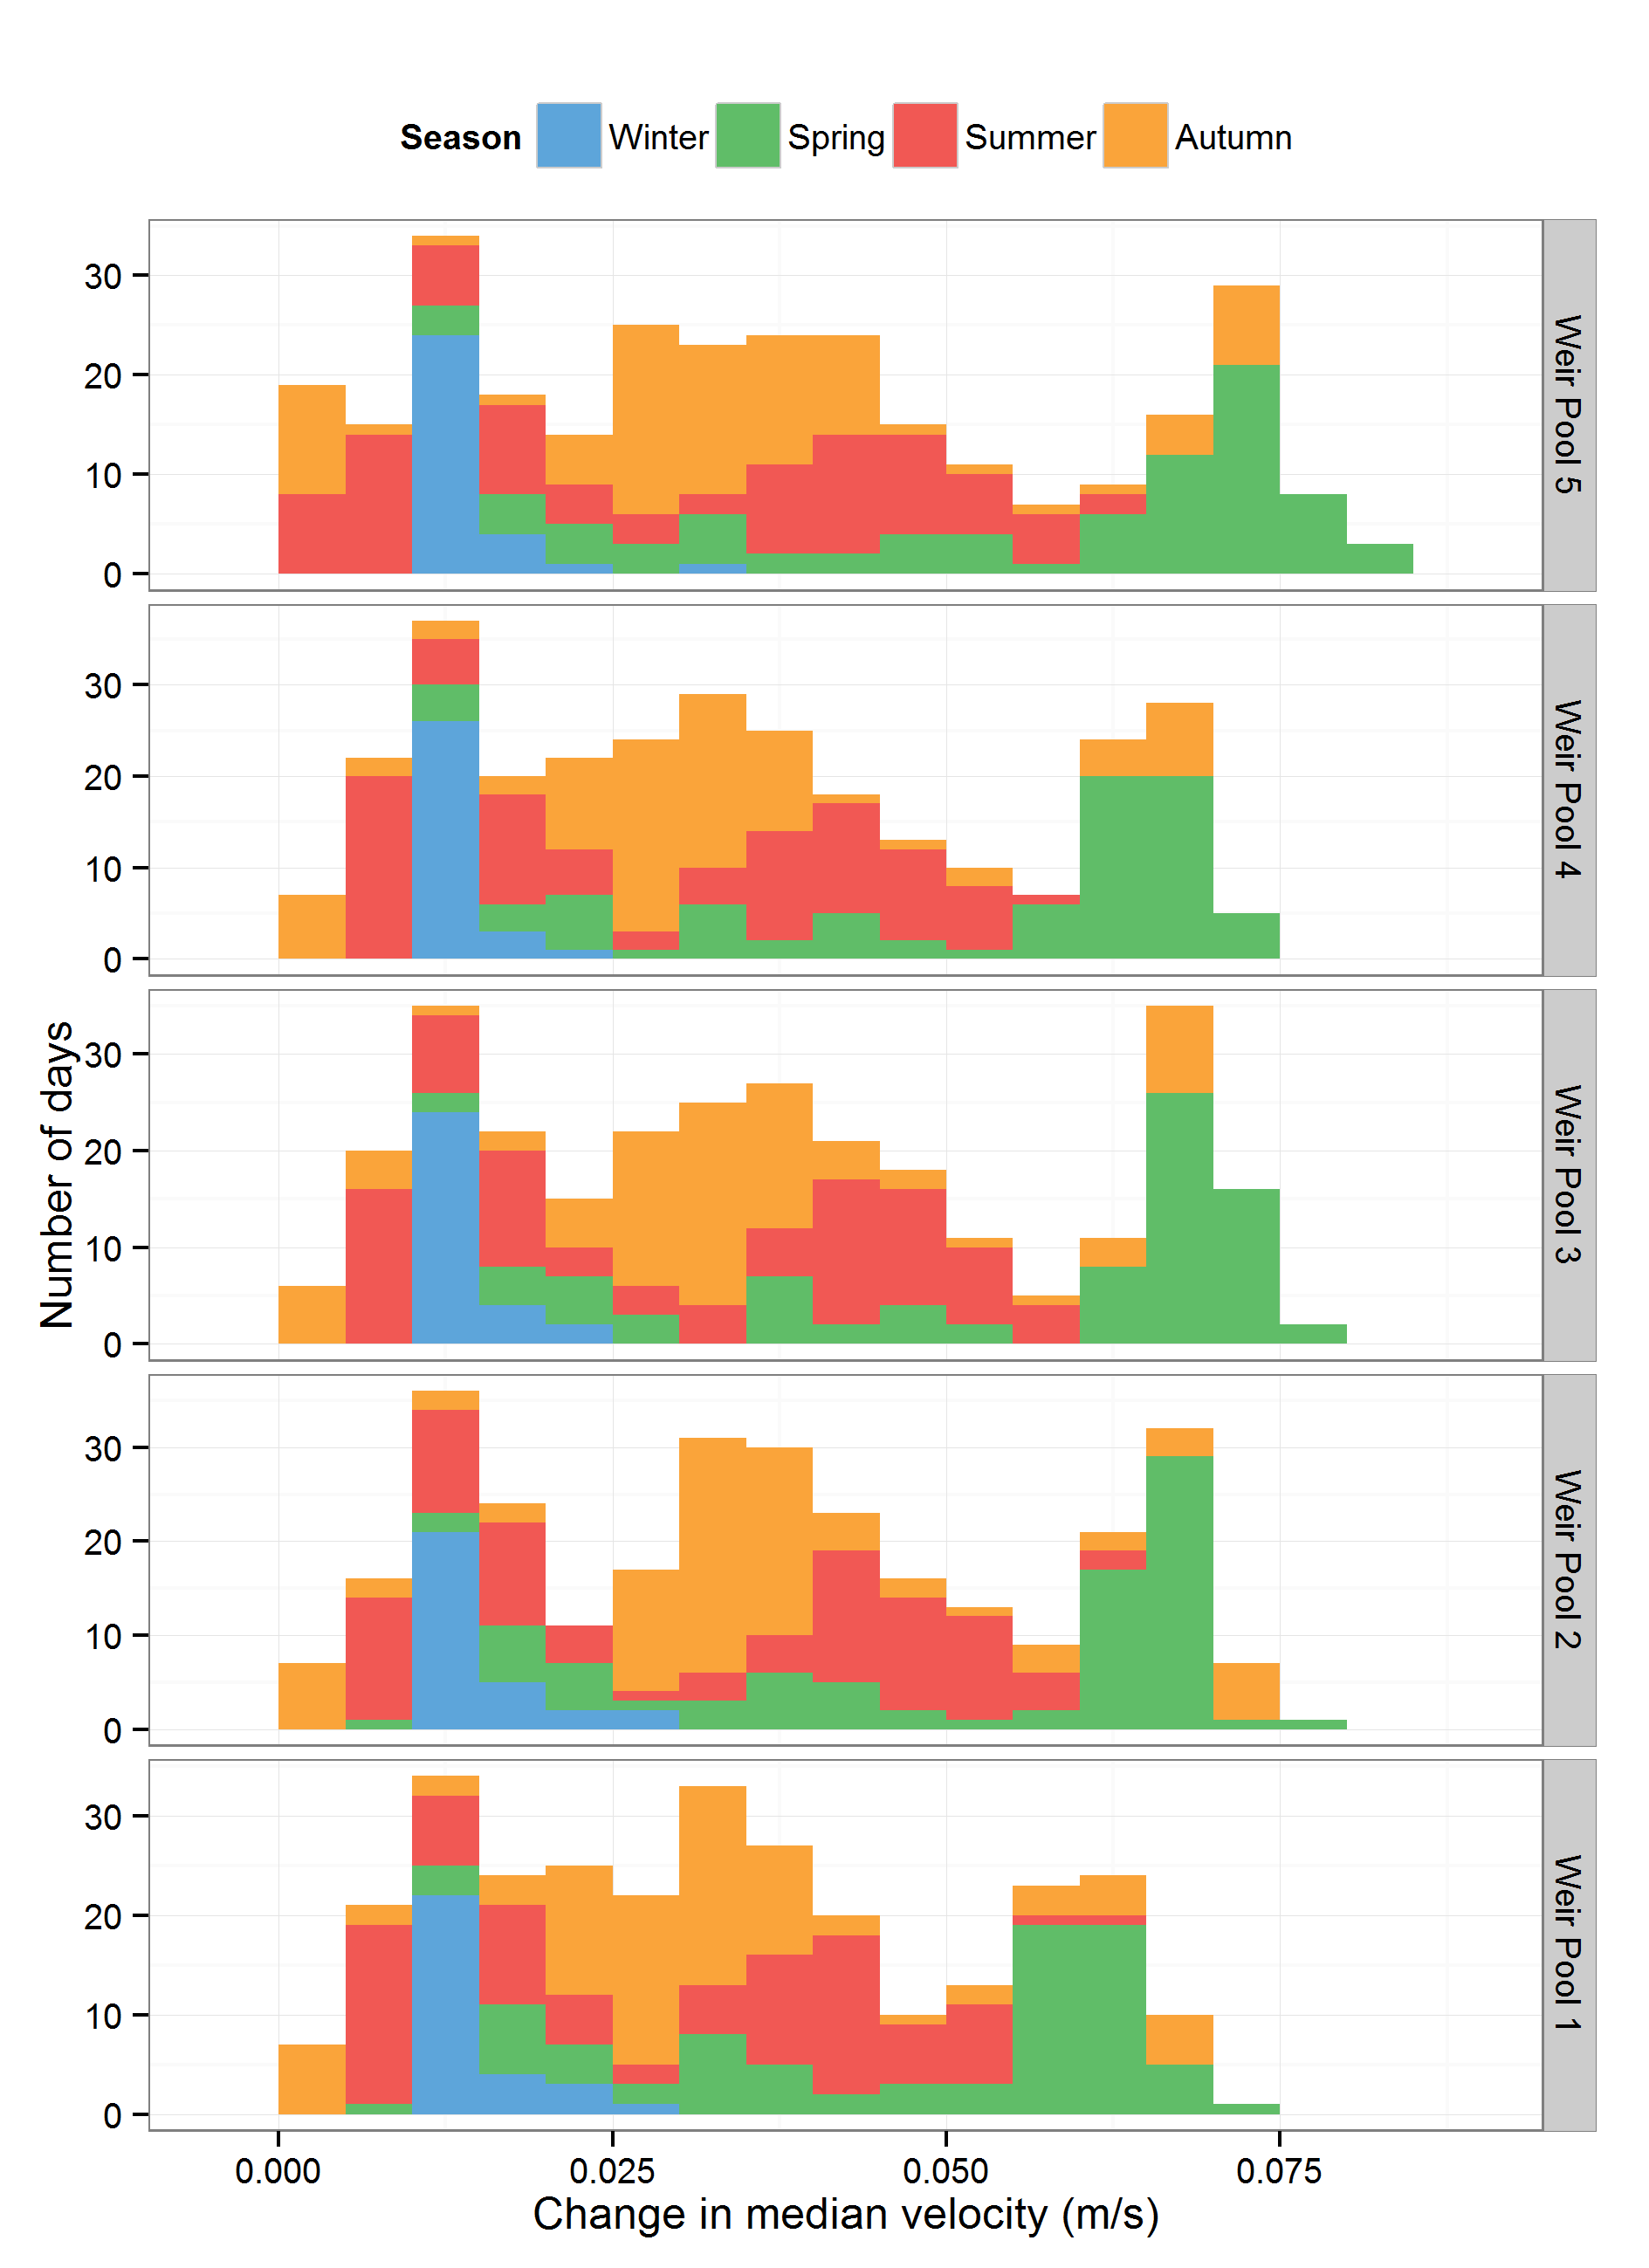 Season Winter Spring Summer Autumn
30
20
10
0
Weir Pool 5
30
20
10
0
Weir Pool 4
30
20
10
0
Weir Pool 3
30
20
10
0
Weir Pool 2
30
20
10
0
Weir Pool 1
Number of days
0.000 0.025 0.050 0.075
Change in median velocity (m/s)